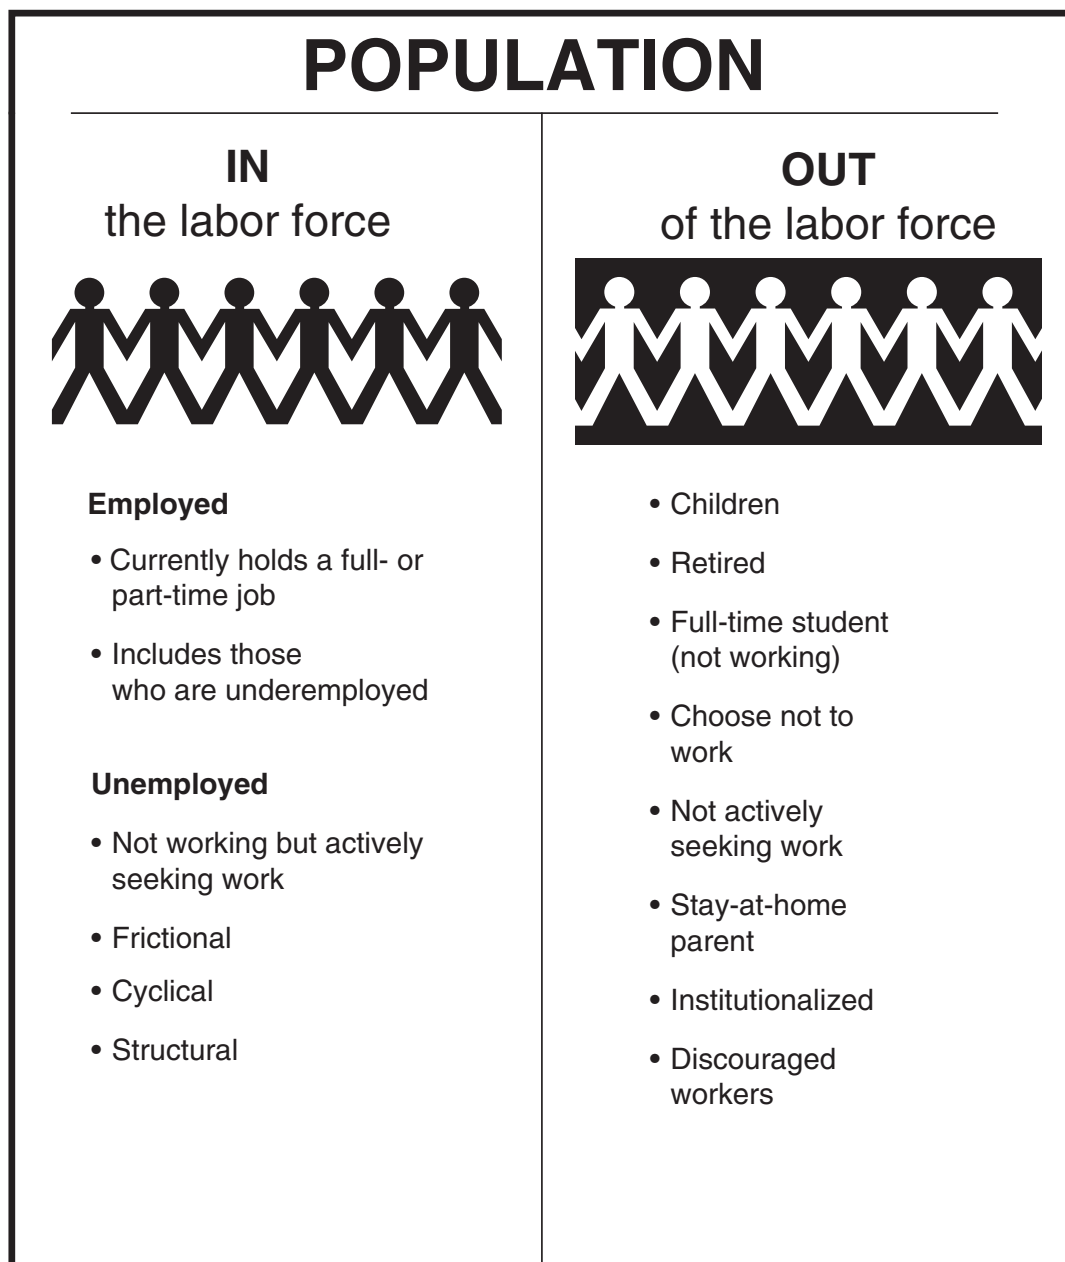 POPULATION
IN
the labor force
Employed
• Currently holds a full- or
part-time job
• Includes those
who are underemployed
Unemployed
• Not working but actively
seeking work
• Frictional
• Cyclical
• Structural
OUT
of the labor force
• Children
• Retired
• Full-time student
(not working)
• Choose not to
work
• Not actively
seeking work
• Stay-at-home
parent
• Institutionalized
• Discouraged
workers